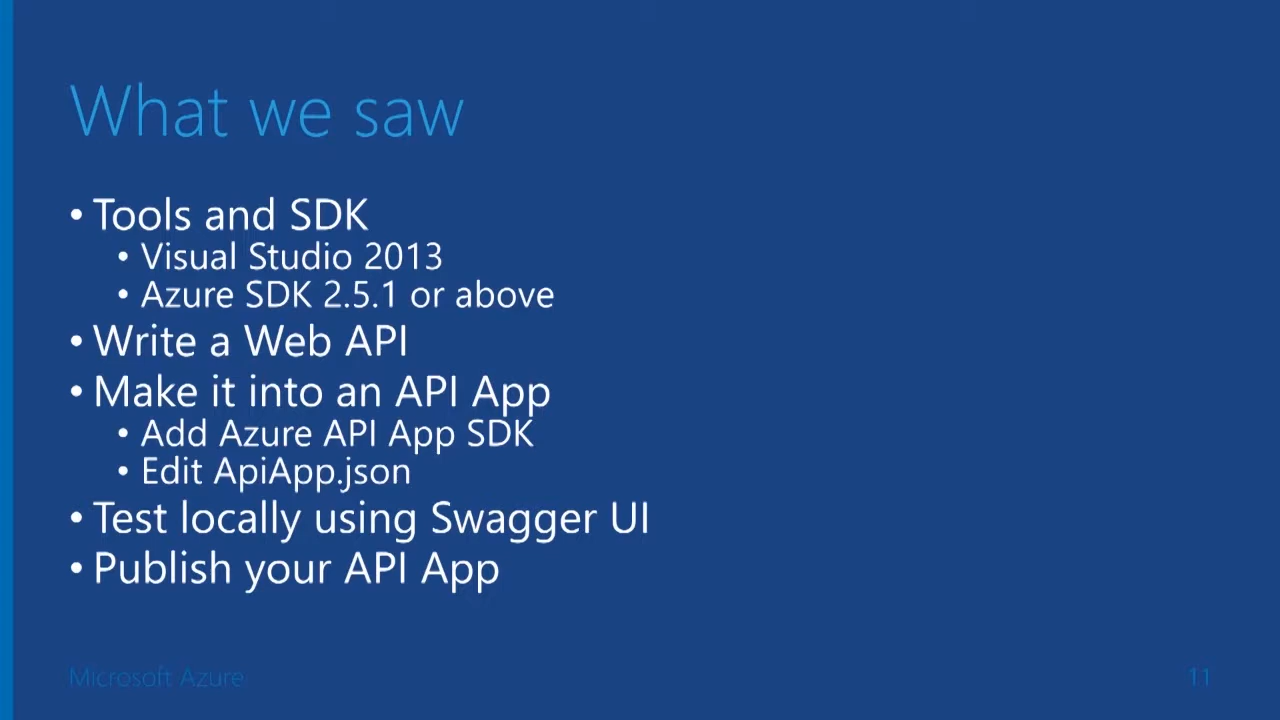 What we saw
• Tools and SDK
• Visual Studio 2013
• Azure SDK 2.5.1 or above
• Write a Web API
• Make it into an API App
• Add Azure API App SDK
• Edit ApiApp.json
• Test locally using Swagger UI
• Publish your API App
Microsoft Azure
11